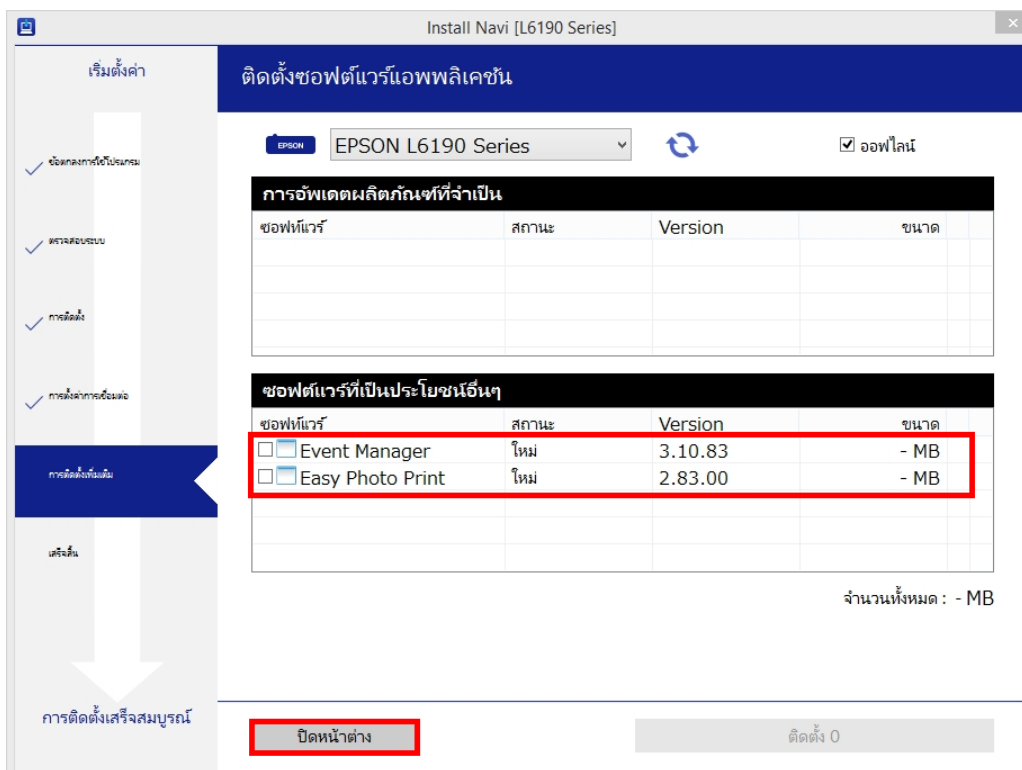 Install Navi [L6190 Series]
เริ่มตั้งค่า
ติดตั้งซอฟต์แวร์แอพพลิเคชัน
EPSON
EPSON L6190 Series
ออฟไลน์
ข้อตกลงการใช้โปรแกรม
การอัพเดตผลิตภัณฑ์ที่จำเป็น
ซอฟท์แวร์ สถานะ Version ขนาด
ตรวจสอบระบบ
การติดตั้ง
การตั้งค่าการเชื่อมต่อ
ซอฟต์แวร์ที่เป็นประโยชน์อื่นๆ
ซอฟท์แวร์ สถานะ Version ขนาด
Event Manager ใหม่ 3.10.83 - MB
Easy Photo Print ใหม่ 2.83.00 - MB
การติดตั้งเพิ่มเติม
เสร็จสิ้น
จำนวนทั้งหมด : - MB
การติดตั้งเสร็จสมบูรณ์
ปิดหน้าต่าง
ติดตั้ง 0